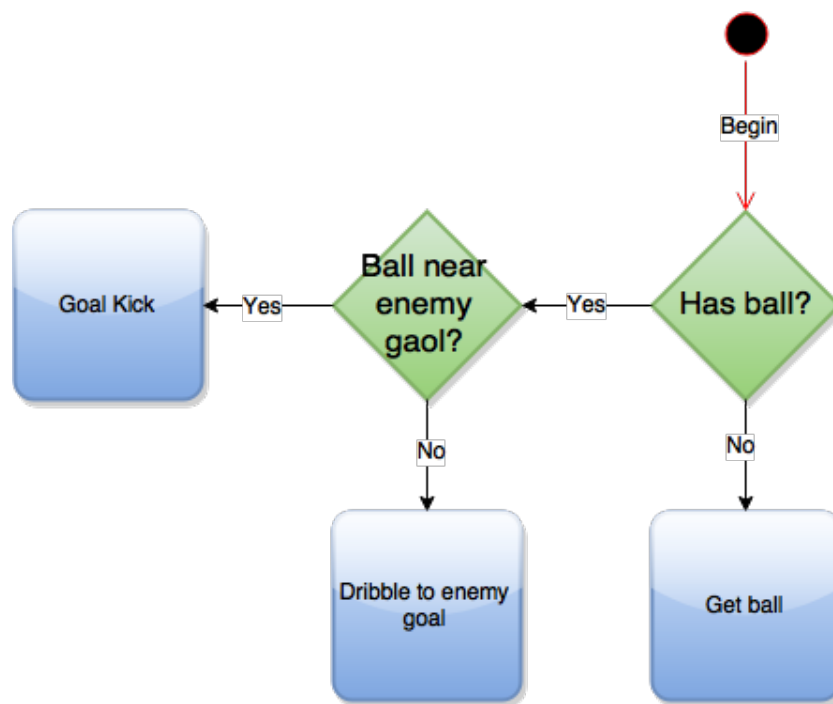 Begin
Has ball?
Yes
Ball near
enemy
gaol?
Yes
Goal Kick
No
Dribble to enemy
goal
No
Get ball